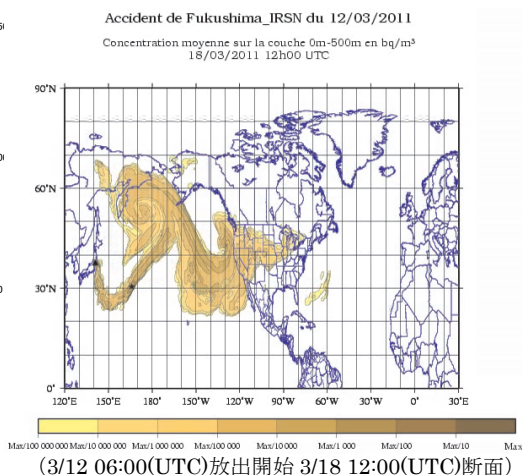 Accident de Fukushima_IRSN du 12/03/2011
Concentration moyenne sur la couche 0m-500m en bq/m³
18/03/2011 12h00 UTC
90°N
60°N
30°N
0°
120°E 150°E 180° 150°W 120°W 90°W 60°W 30°W 0° 30°E
Max/100 000 000 Max/10 000 000 Max/1 000 000 Max/100 000 Max/10 000 Max/1 000 Max/100 Max/10 Max
(3/12 06:00(UTC)放出開始 3/18 12:00(UTC)断面)